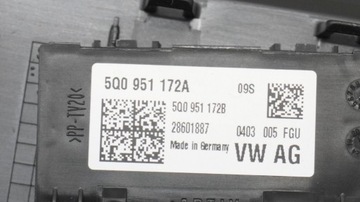 5Q0 951 172A
09S
5Q0 951 172B
28601887
0403 005 FGU
Made in Germany
VW AG
>PP-TV20<